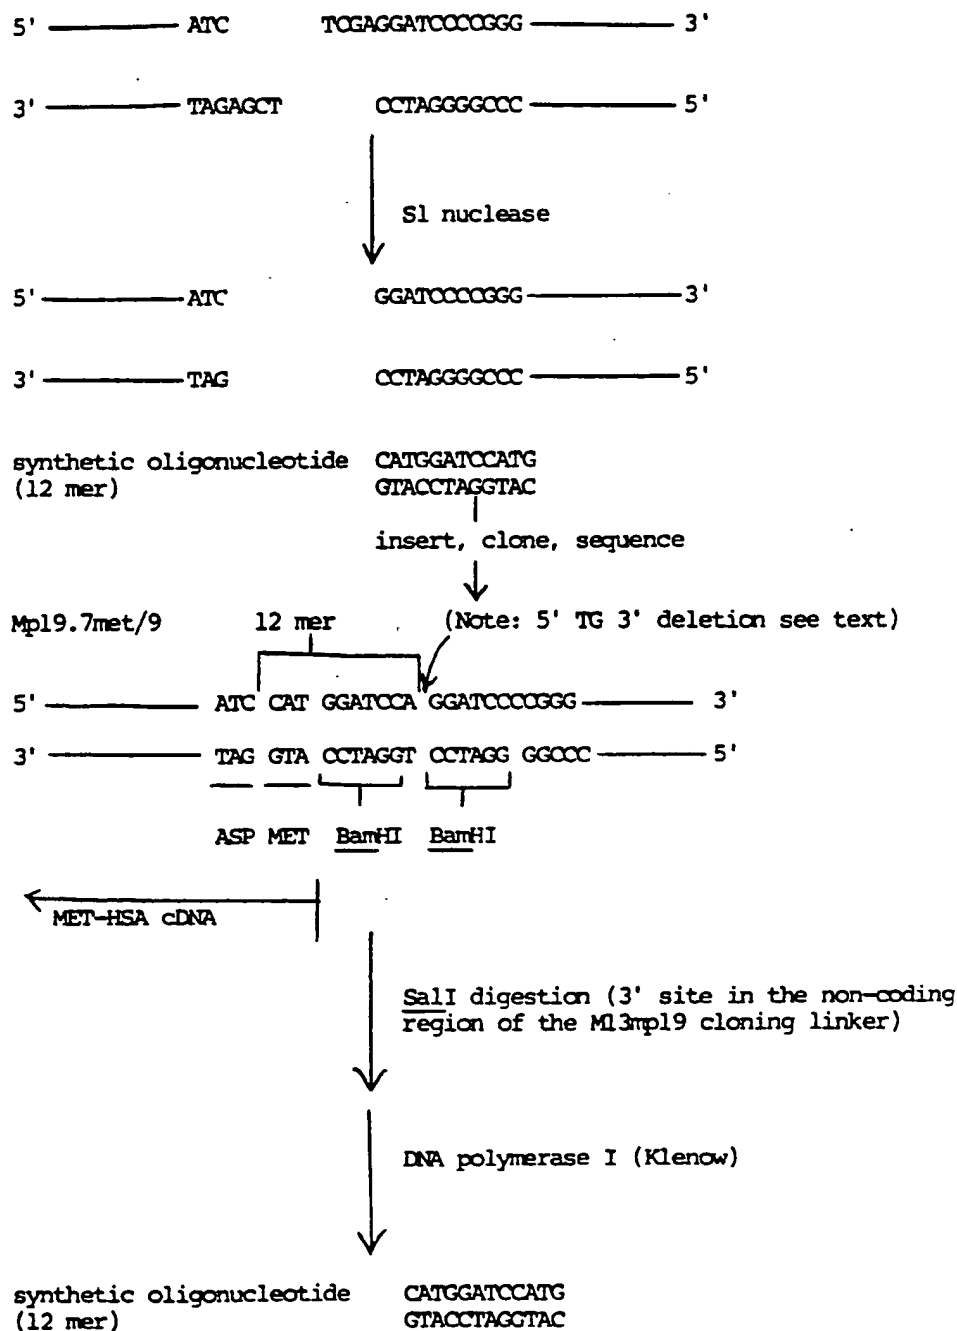 5' ATC TCGAGGATCCCCGGG 3'
3' TAGAGCT CCTAGGGGCCC 5'
S1 nuclease
5' ATC GGATCCCCGGG 3'
3' TAG CCTAGGGGCCC 5'
synthetic oligonucleotide CATGGATCCATG
(12 mer) GTACCTAGGTAC
insert, clone, sequence
Mp19.7met/9 12 mer (Note: 5' TG 3' deletion see text)
5' ATC CAT GGATCCA GGATCCCCGGG 3'
3' TAG GTA CCTAGGT CCTAGG GGCCC 5'
ASP MET BamHI BamHI
MET-HSA cDNA
SalI digestion (3' site in the non-coding
region of the M13mp19 cloning linker)
DNA polymerase I (Klenow)
synthetic oligonucleotide CATGGATCCATG
(12 mer) GTACCTAGGTAC